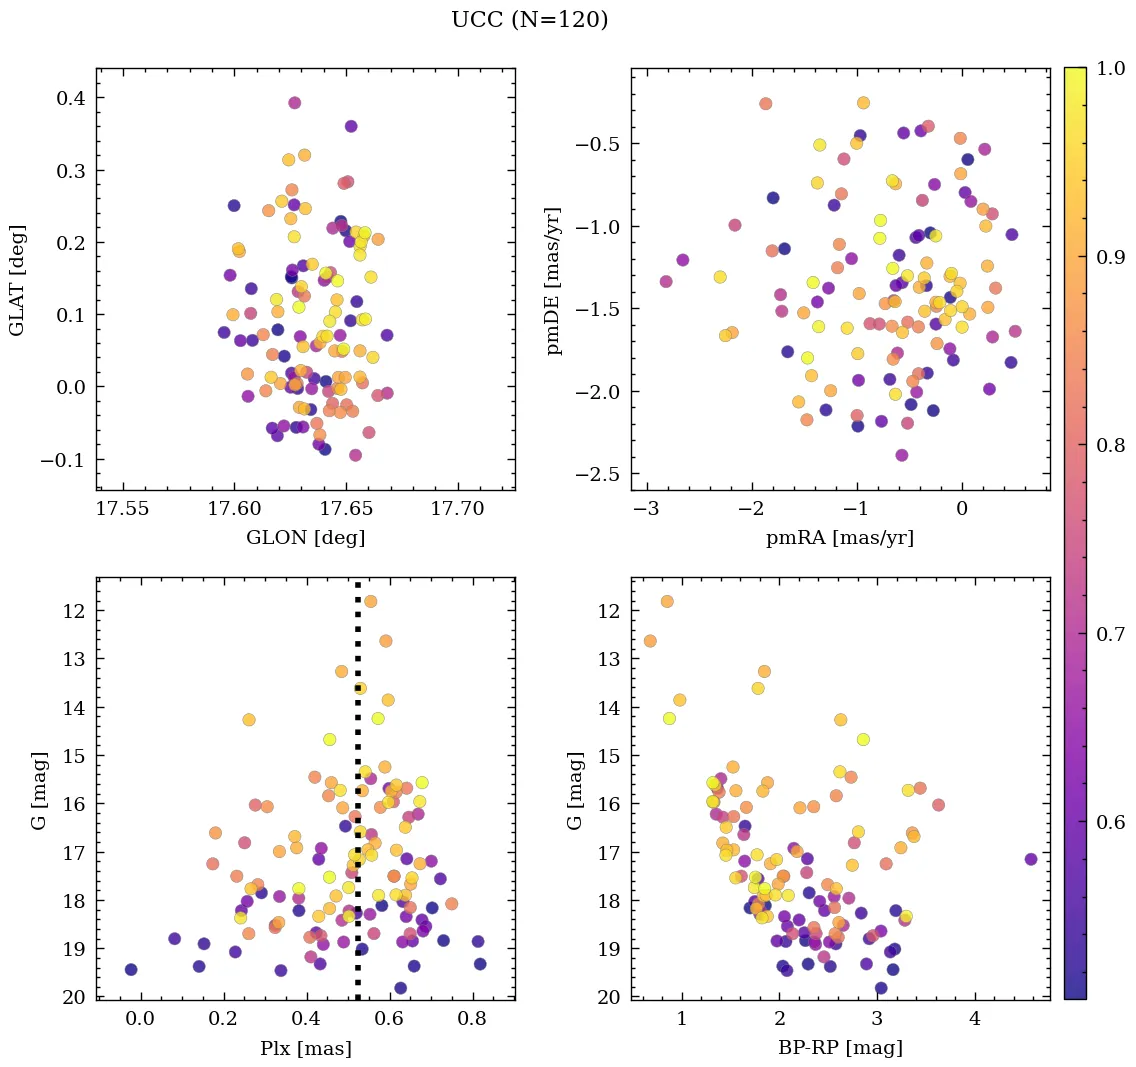 UCC (N=120)
0.4
0.3
0.2
0.1
0.0
−0.1
GLAT [deg]
17.55 17.60 17.65 17.70
GLON [deg]
−0.5
−1.0
−1.5
−2.0
−2.5
pmDE [mas/yr]
−3 −2 −1 0
pmRA [mas/yr]
1.0
0.9
0.8
0.7
0.6
12
13
14
15
16
17
18
19
20
G [mag]
0.0 0.2 0.4 0.6 0.8
Plx [mas]
12
13
14
15
16
17
18
19
20
G [mag]
1 2 3 4
BP-RP [mag]